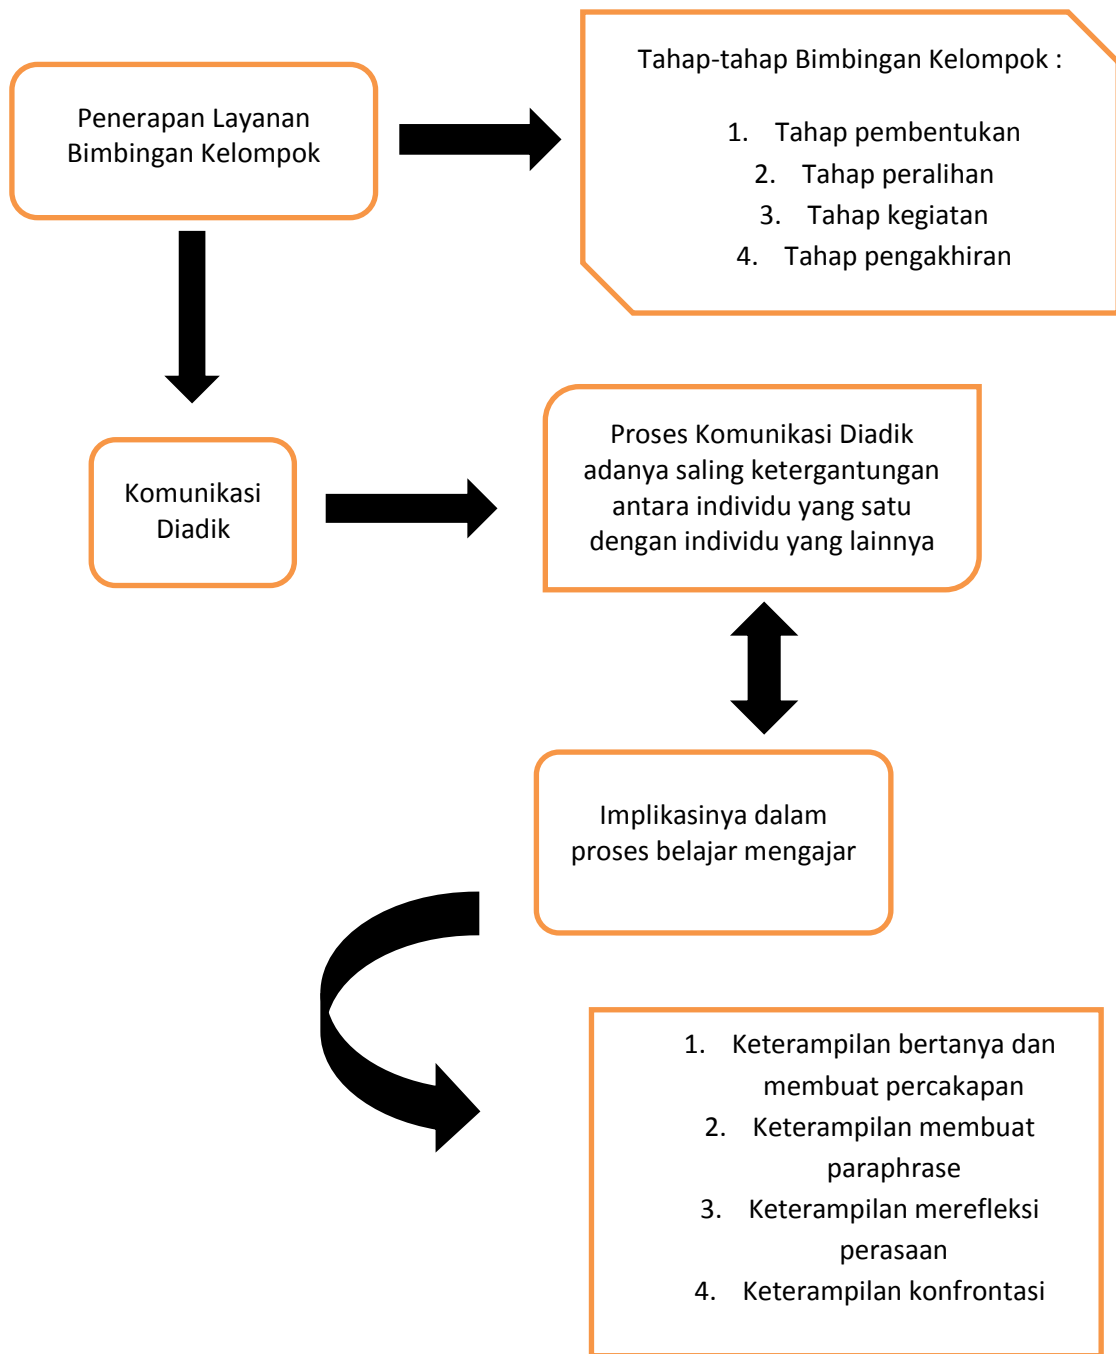 Penerapan Layanan
Bimbingan Kelompok
Tahap-tahap Bimbingan Kelompok :
1. Tahap pembentukan
2. Tahap peralihan
3. Tahap kegiatan
4. Tahap pengakhiran
Komunikasi
Diadik
Proses Komunikasi Diadik
adanya saling ketergantungan
antara individu yang satu
dengan individu yang lainnya
Implikasinya dalam
proses belajar mengajar
1. Keterampilan bertanya dan
membuat percakapan
2. Keterampilan membuat
paraphrase
3. Keterampilan merefleksi
perasaan
4. Keterampilan konfrontasi